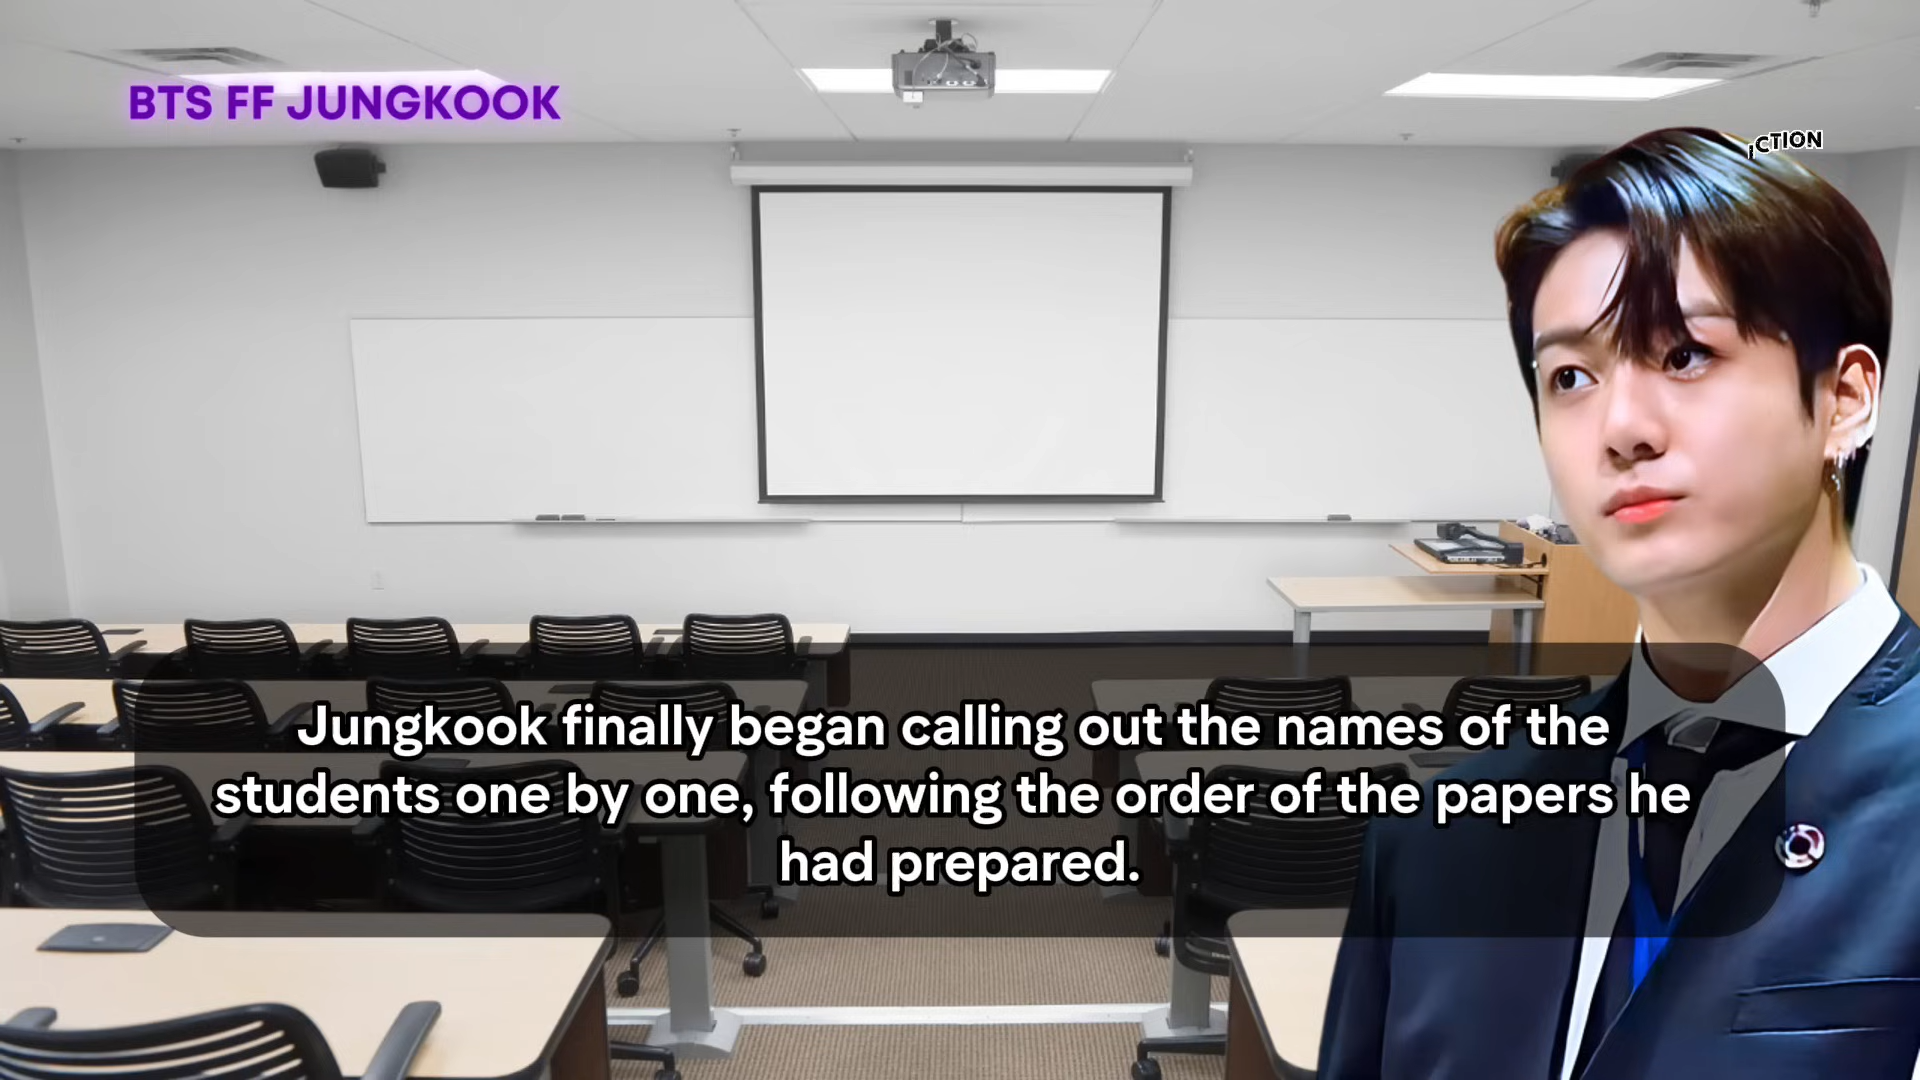 BTS FF JUNGKOOK
CTION
Jungkook finally began calling out the names of the
students one by one, following the order of the papers he
had prepared.